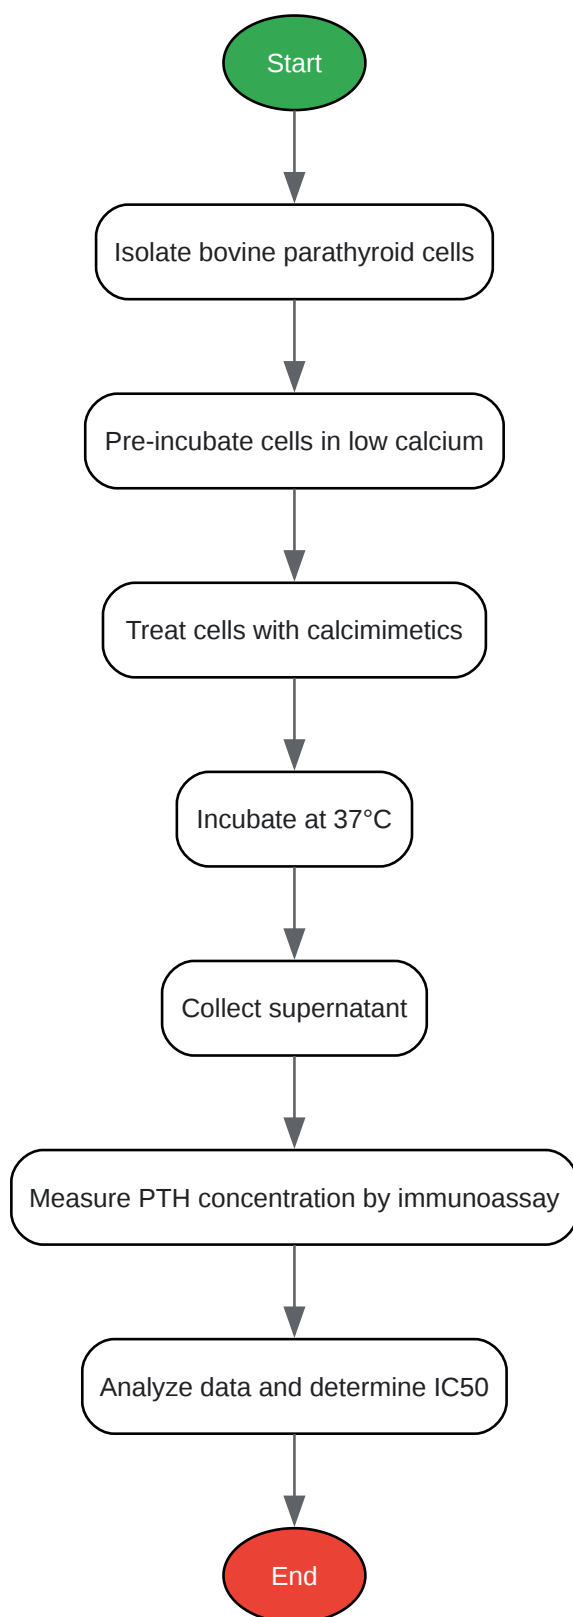 Start
Isolate bovine parathyroid cells
Pre-incubate cells in low calcium
Treat cells with calcimimetics
Incubate at 37°C
Collect supernatant
Measure PTH concentration by immunoassay
Analyze data and determine IC50
End